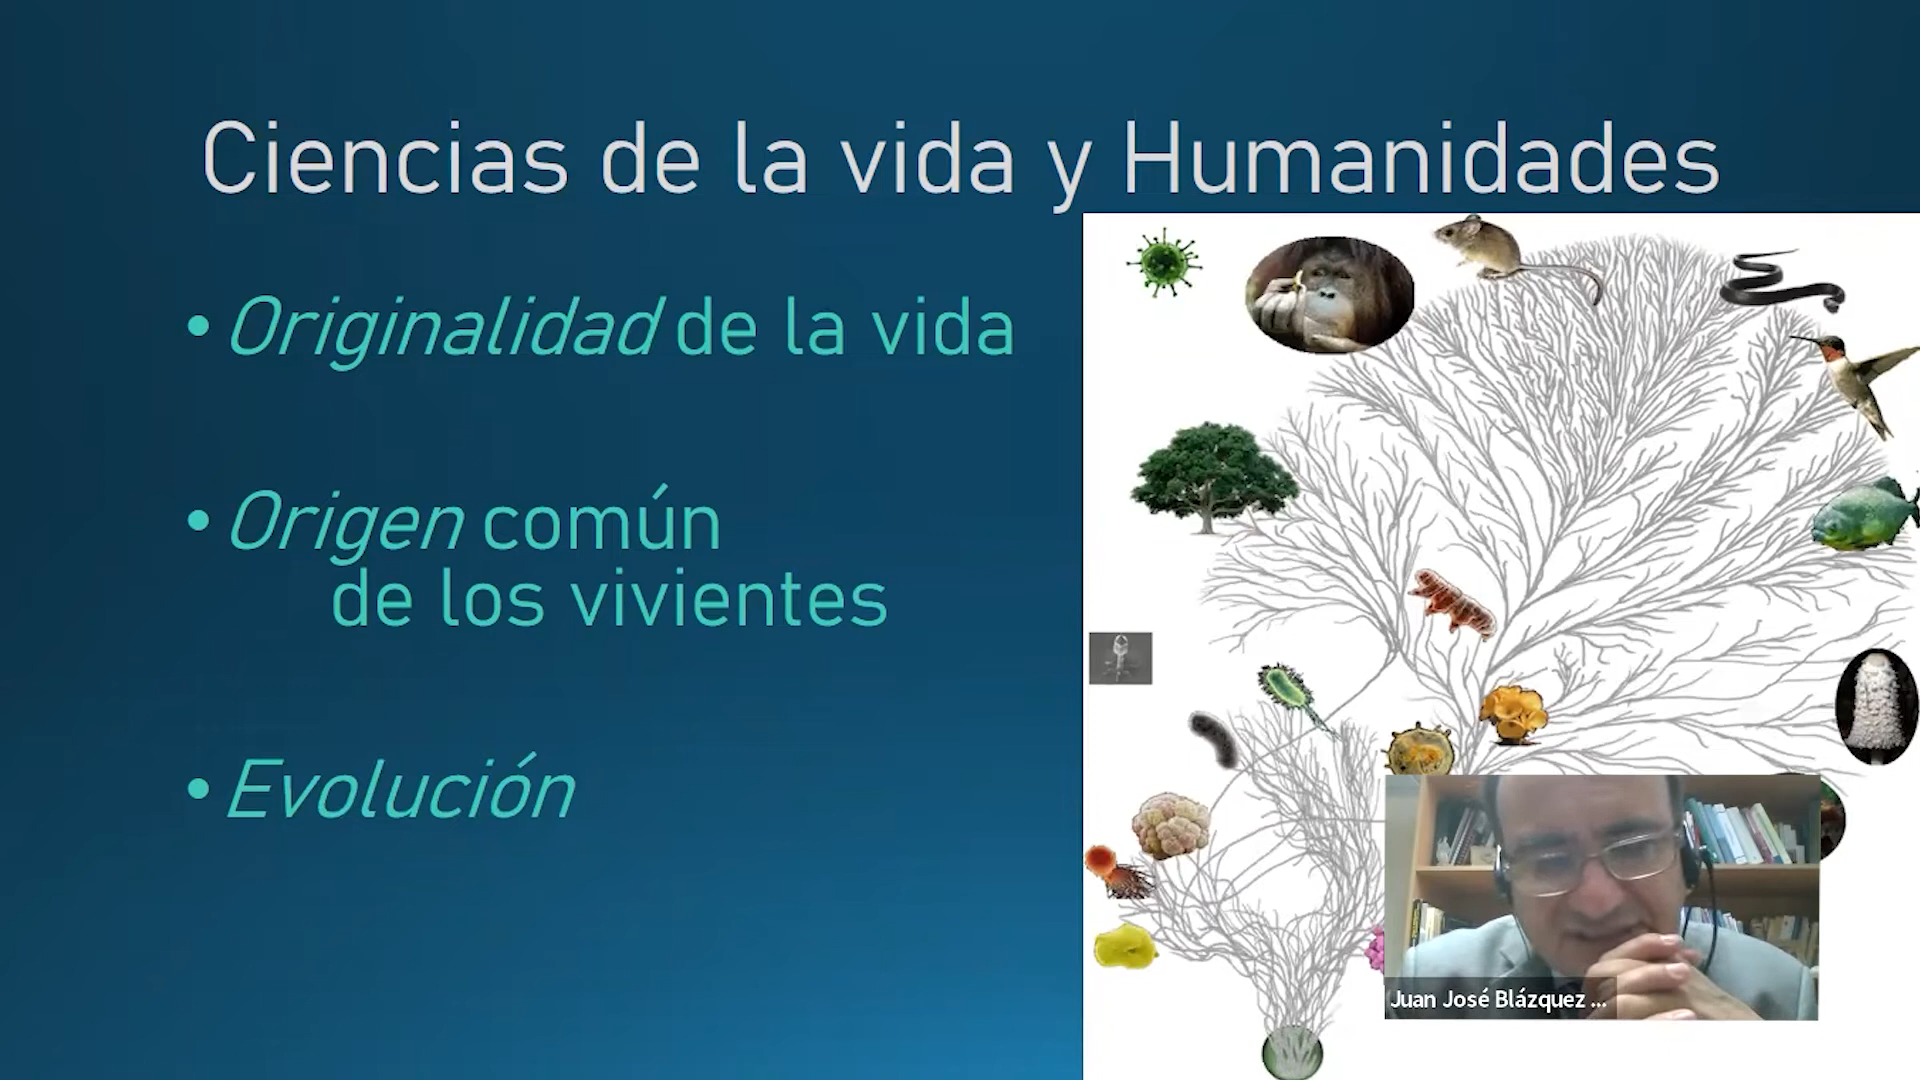 Ciencias de la vida y Humanidades
• Originalidad de la vida
• Origen común
de los vivientes
• Evolución
Juan José Blázquez ...